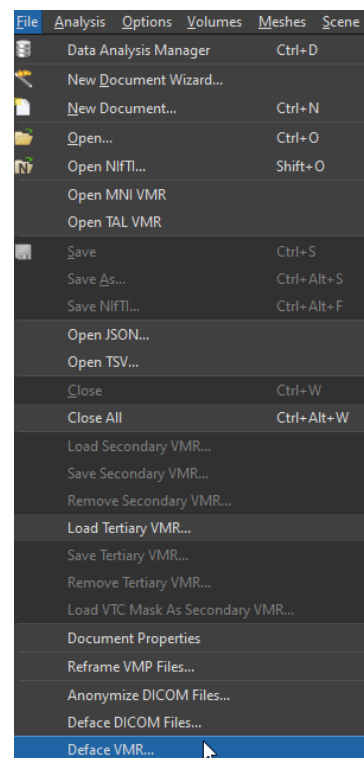 File Analysis Options Volumes Meshes Scene
Data Analysis Manager Ctrl+D
New Document Wizard...
New Document... Ctrl+N
Open... Ctrl+O
N Open NIfTI... Shift+O
Open MNI VMR
Open TAL VMR
Save Ctrl+S
Save As... Ctrl+Alt+S
Save NIfTI... Ctrl+Alt+F
Open JSON...
Open TSV...
Close Ctrl+W
Close All Ctrl+Alt+W
Load Secondary VMR...
Save Secondary VMR...
Remove Secondary VMR...
Load Tertiary VMR...
Save Tertiary VMR...
Remove Tertiary VMR...
Load VTC Mask As Secondary VMR...
Document Properties
Reframe VMP Files...
Anonymize DICOM Files...
Deface DICOM Files...
Deface VMR...